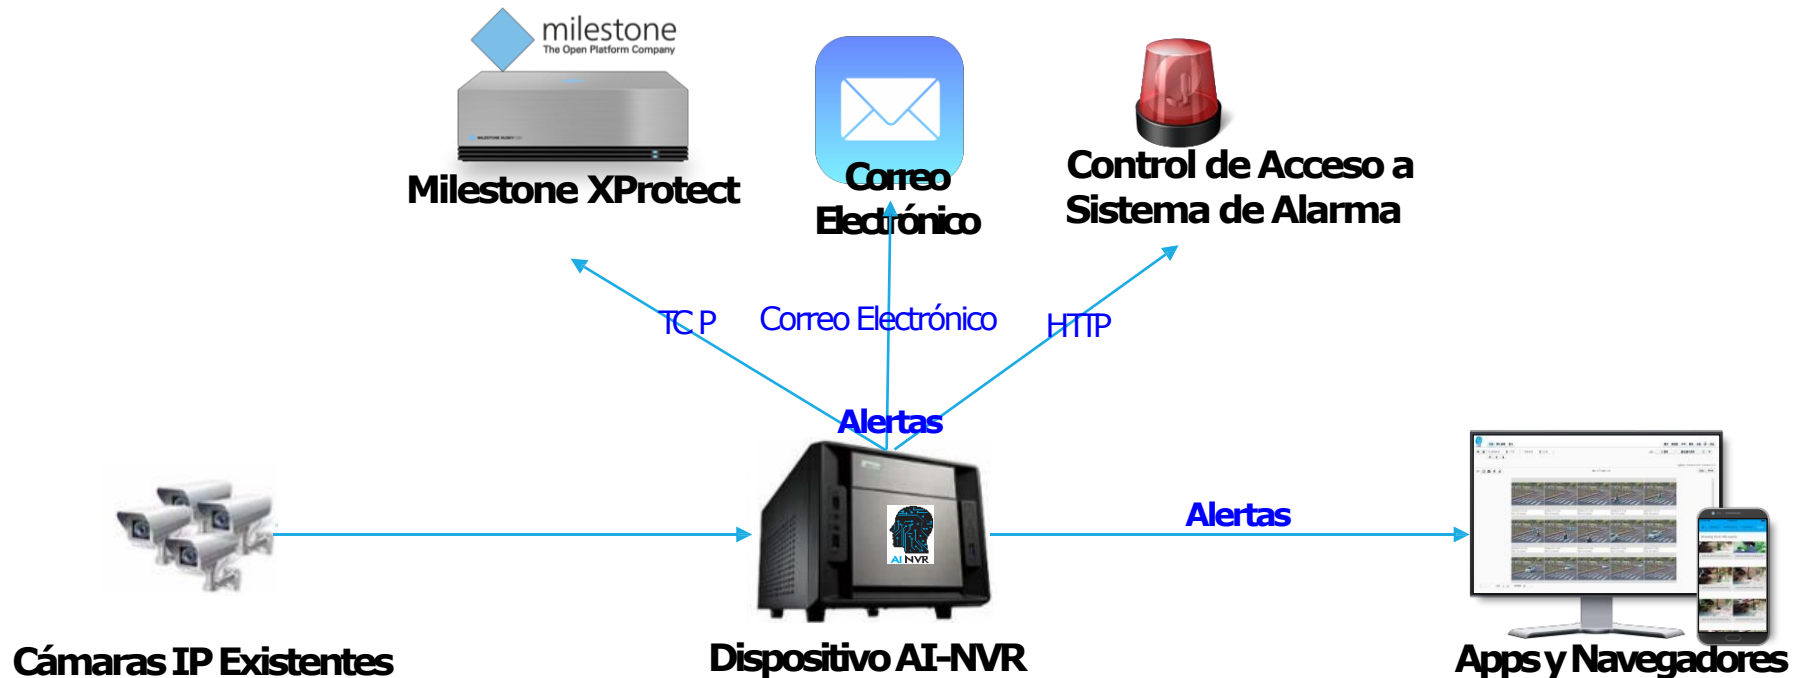 milestone
The Open Platform Company
Milestone XProtect
Correo
Electrónico
Control de Acceso a
Sistema de Alarma
TCP
Correo Electrónico
HTTP
Alertas
Alertas
AI NVR
Cámaras IP Existentes
Dispositivo AI-NVR
Apps y Navegadores